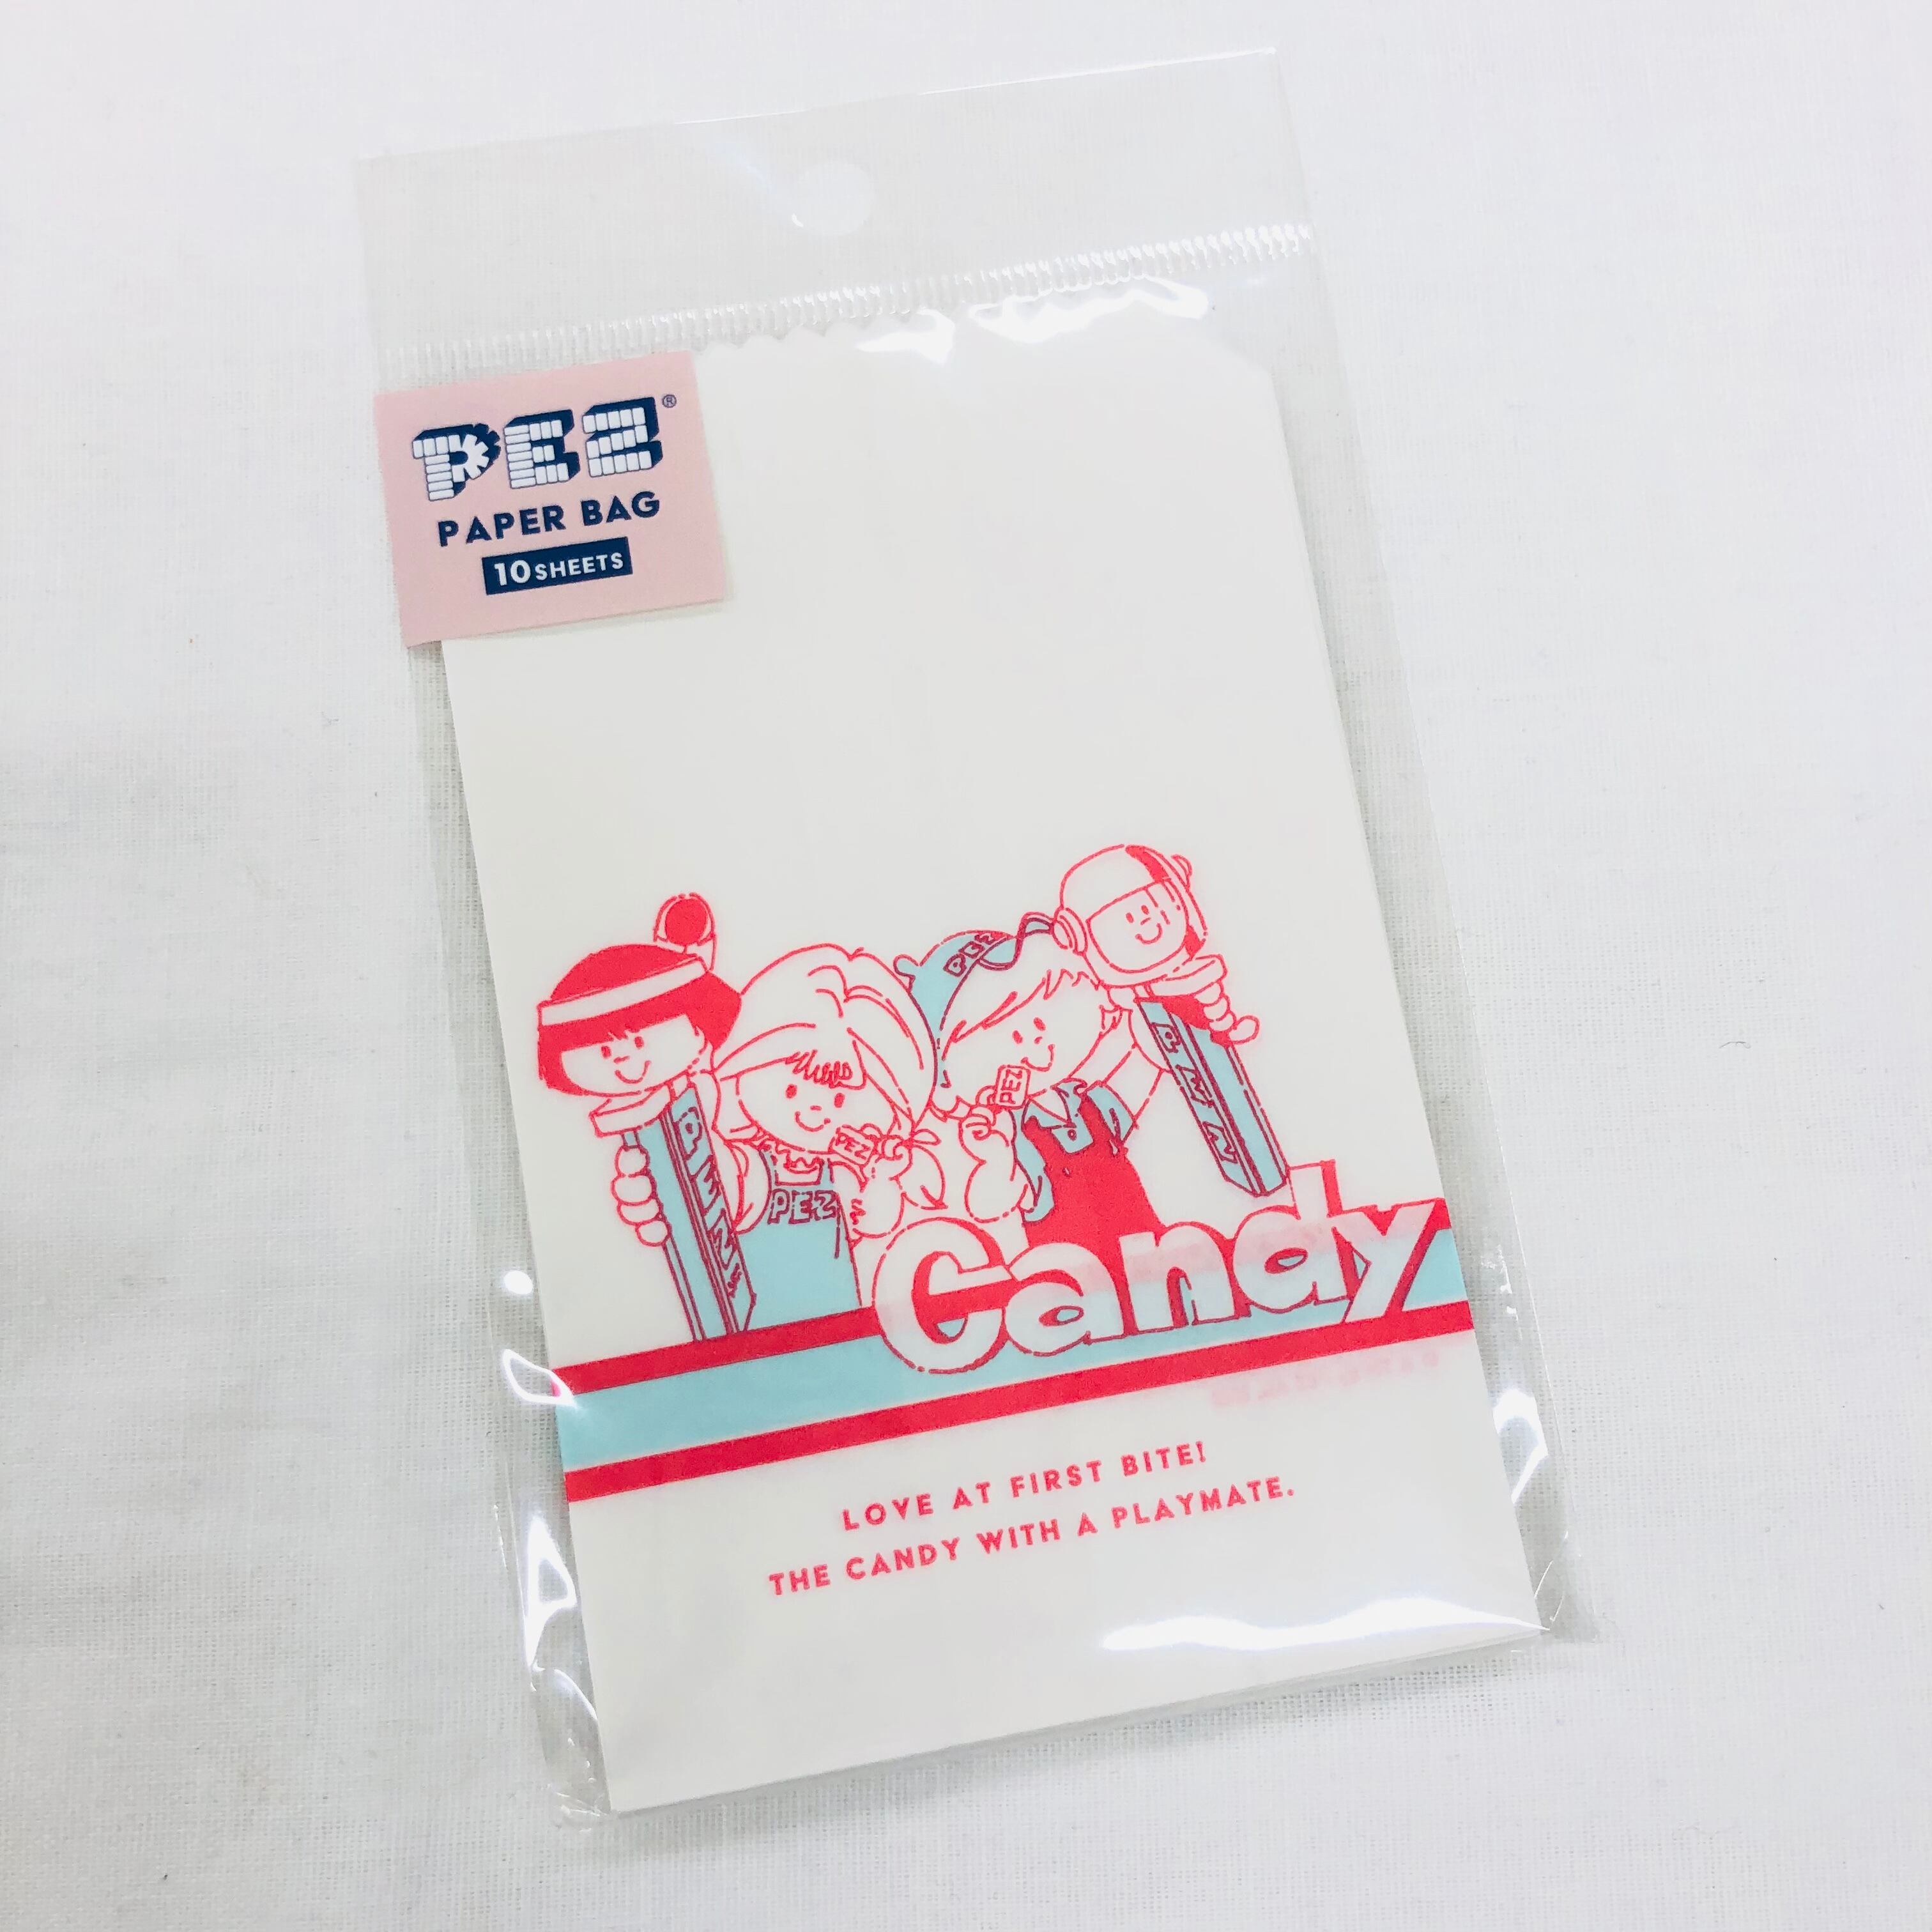 PEZ®
PAPER BAG
10 SHEETS
PEZ
PEZ
PEZ
PEZ
Candy
LOVE AT FIRST BITE!
THE CANDY WITH A PLAYMATE.